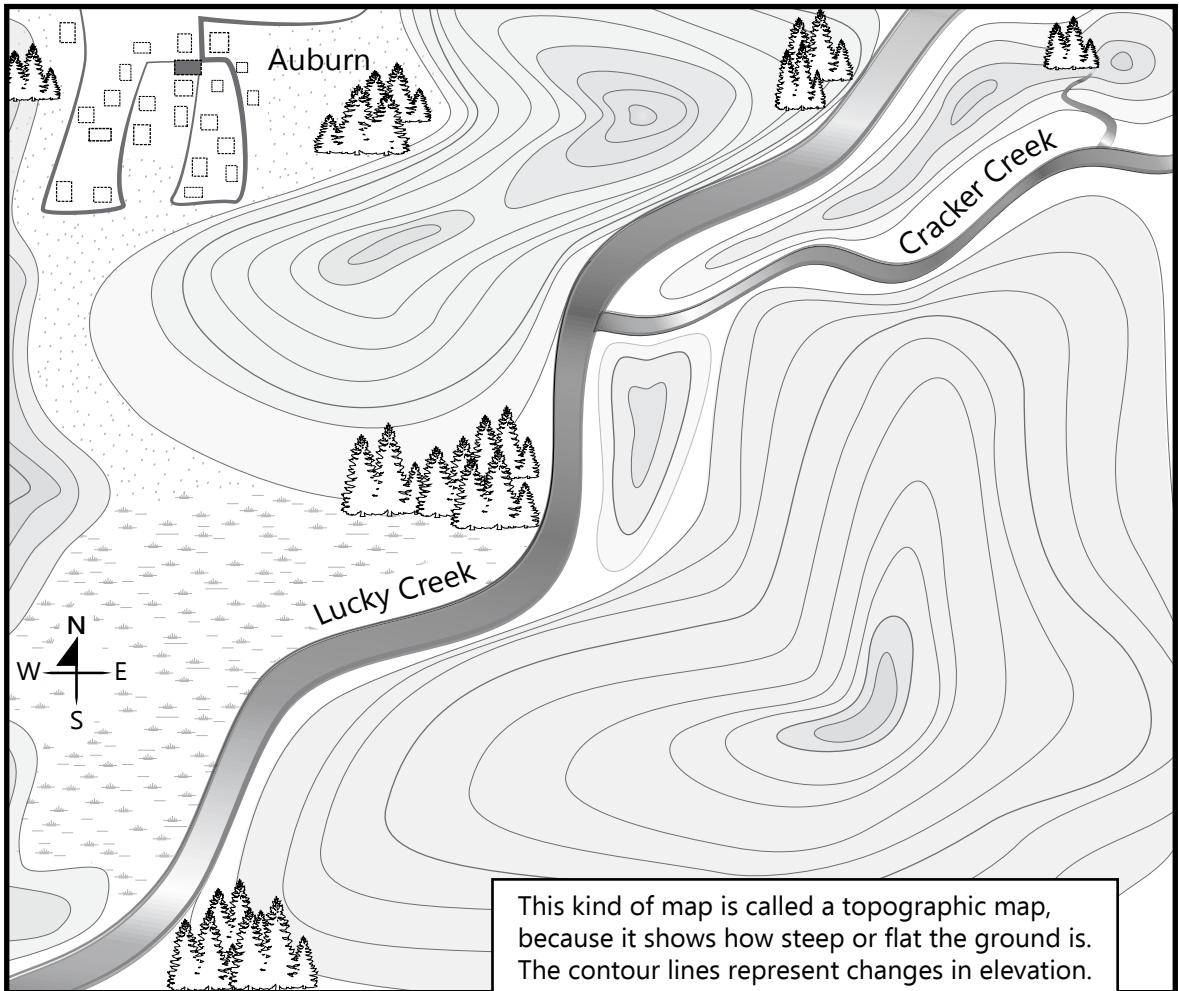 Auburn
Cracker Creek
Lucky Creek
N
W E
S
This kind of map is called a topographic map,
because it shows how steep or flat the ground is.
The contour lines represent changes in elevation.